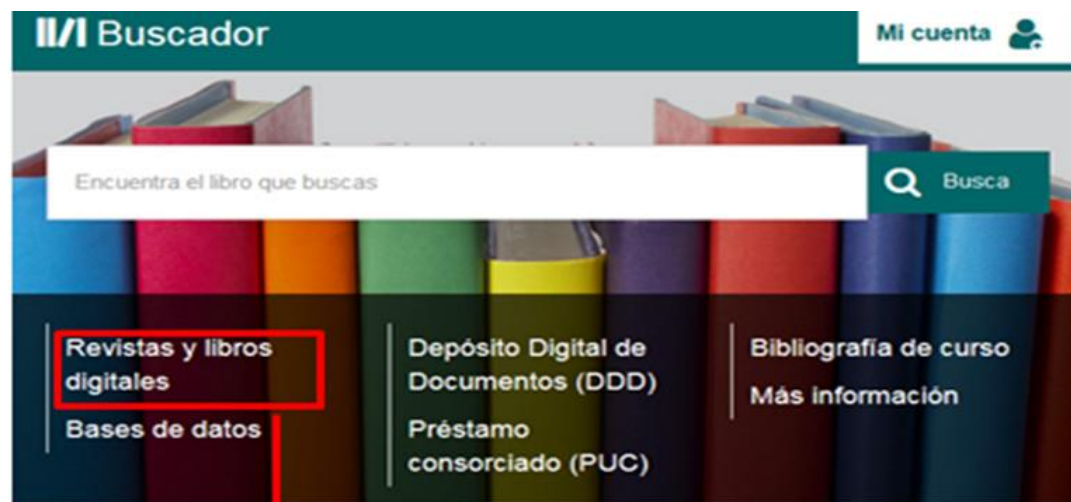 Buscador
Mi cuenta
Encuentra el libro que buscas
Busca
Revistas y libros
digitales
Bases de datos
Depósito Digital de
Documentos (DDD)
Préstamo
consorciado (PUC)
Bibliografía de curso
Más información